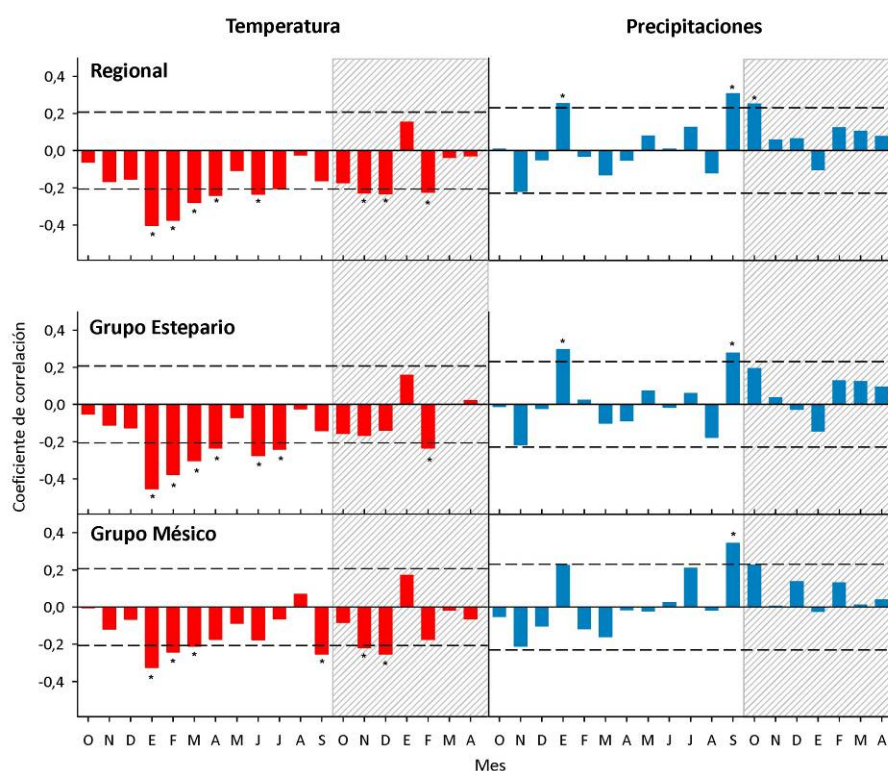 Temperatura
Precipitaciones
Regional
0,4
0,2
0,0
-0,2
-0,4
* * * * * * * *
* * *
Grupo Estepario
0,4
0,2
0,0
-0,2
-0,4
* * * * * * *
* *
Grupo Mésico
0,4
0,2
0,0
-0,2
-0,4
* * * * * *
*
Coeficiente de correlación
O N D E F M A M J J A S O N D E F M A
O N D E F M A M J J A S O N D E F M A
Mes